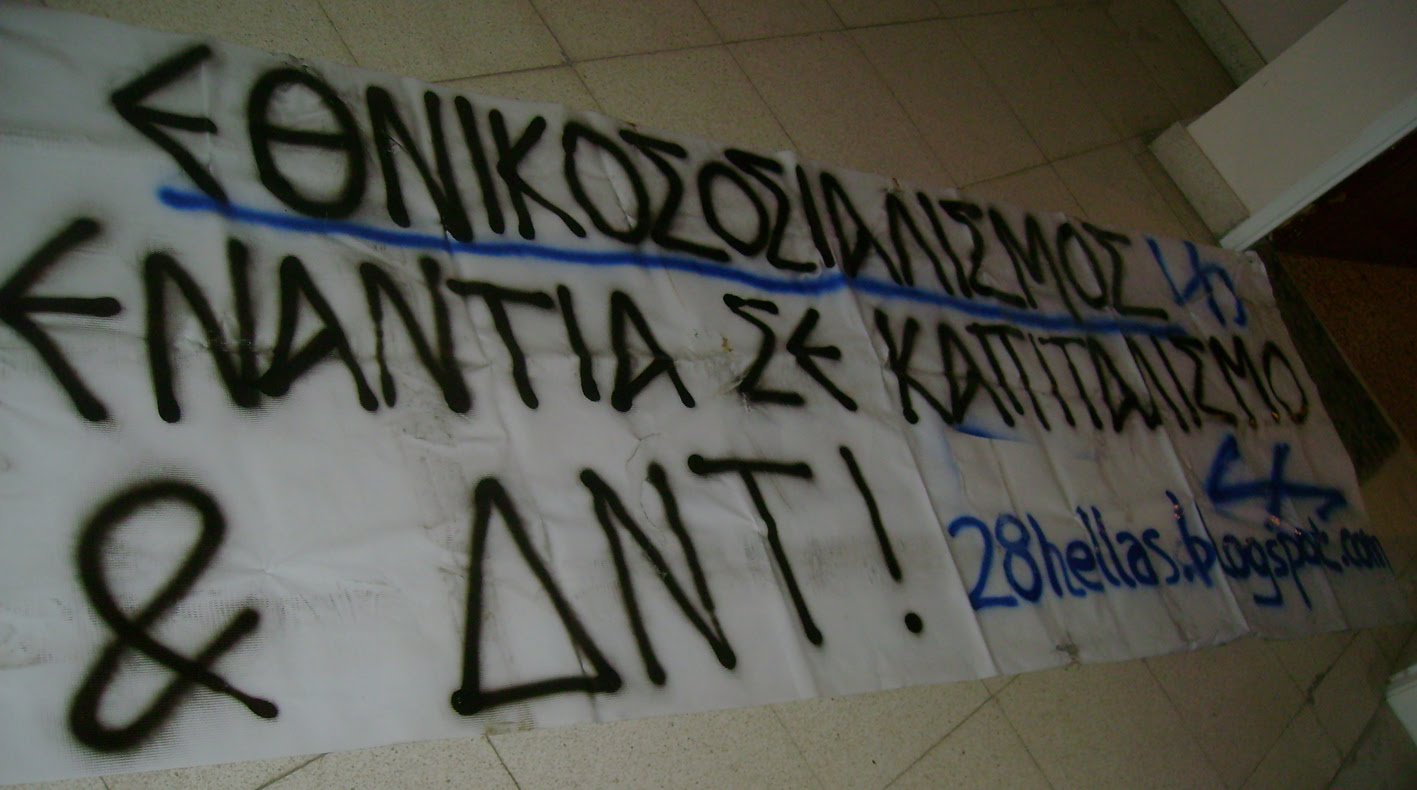 ΕΘΝΙΚΟΣΟΣΙΑΛΙΣΜΟΣ
ΕΝΑΝΤΙΑ ΣΕ ΚΑΠΙΤΑΛΙΣΜΟ
& ΔΝΤ!
28hellas.blogspot.com